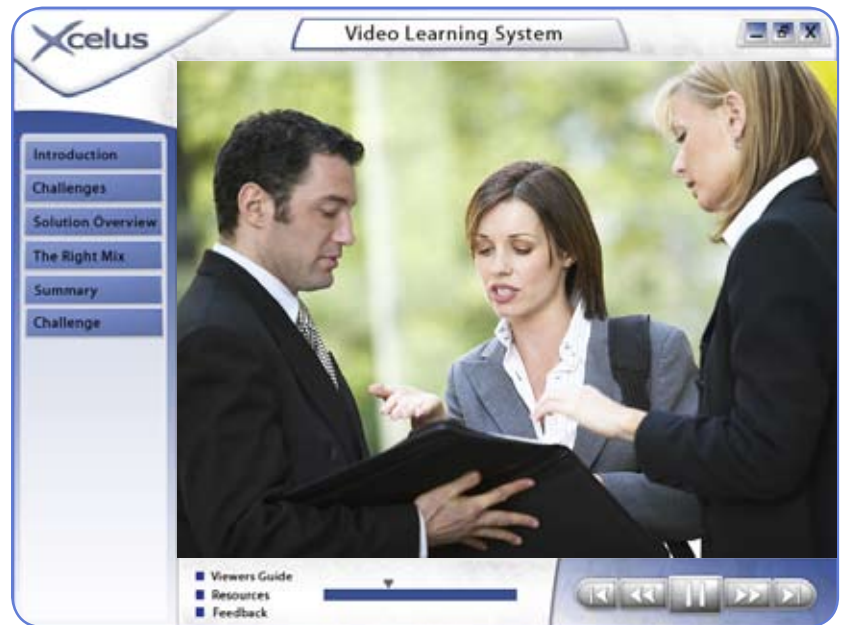 Xcelus
Video Learning System
Introduction
Challenges
Solution Overview
The Right Mix
Summary
Challenge
Viewers Guide
Resources
Feedback